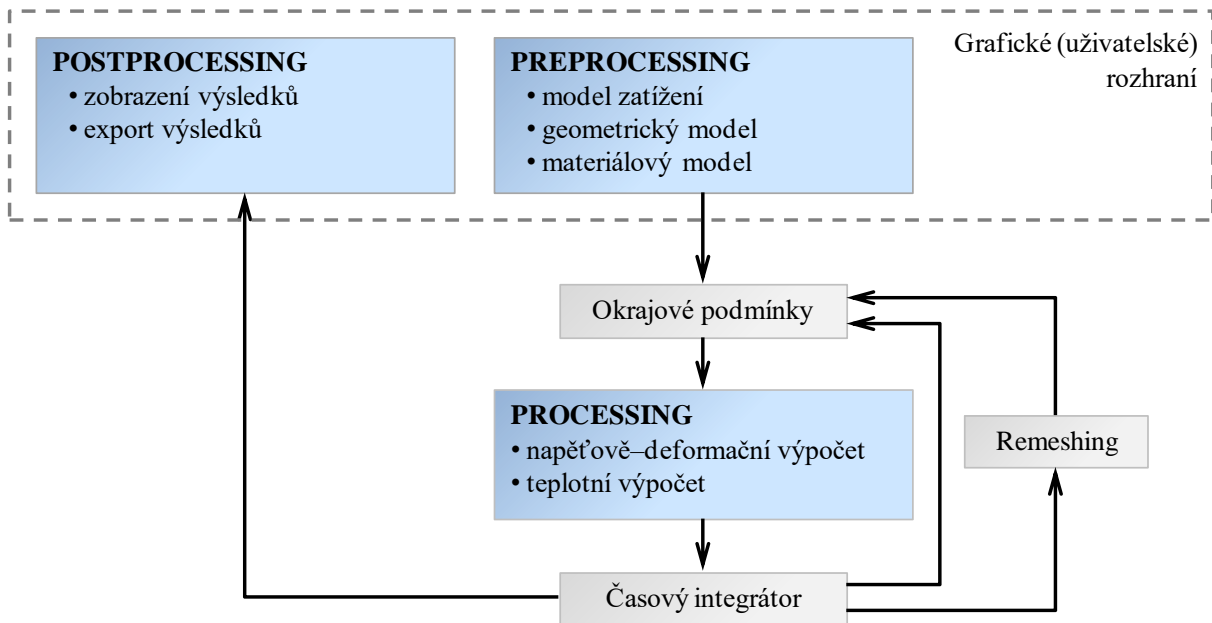 POSTPROCESSING
• zobrazení výsledků
• export výsledků
PREPROCESSING
• model zatížení
• geometrický model
• materiálový model
Grafické (uživatelské)
rozhraní
Okrajové podmínky
PROCESSING
• napěťově–deformační výpočet
• teplotní výpočet
Remeshing
Časový integrátor